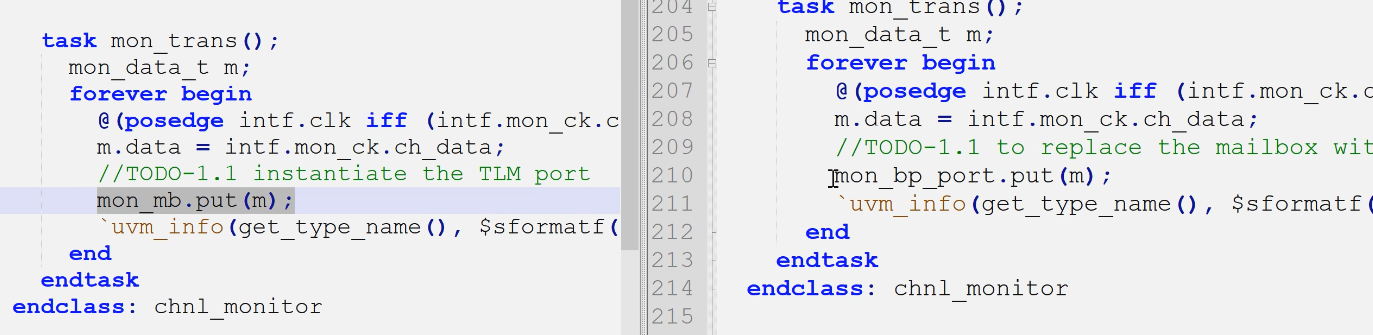 task mon_trans();
mon_data_t m;
forever begin
@(posedge intf.clk iff (intf.mon_ck.c
m.data = intf.mon_ck.ch_data;
//TODO-1.1 instantiate the TLM port
mon_mb.put(m);
`uvm_info(get_type_name(), $sformatf(
end
endtask
endclass: chnl_monitor
204 task mon_trans();
205 mon_data_t m;
206 forever begin
207 @(posedge intf.clk iff (intf.mon_ck.c
208 m.data = intf.mon_ck.ch_data;
209 //TODO-1.1 to replace the mailbox wit
210 mon_bp_port.put(m);
211 `uvm_info(get_type_name(), $sformatf(
212 end
213 endtask
214 endclass: chnl_monitor
215